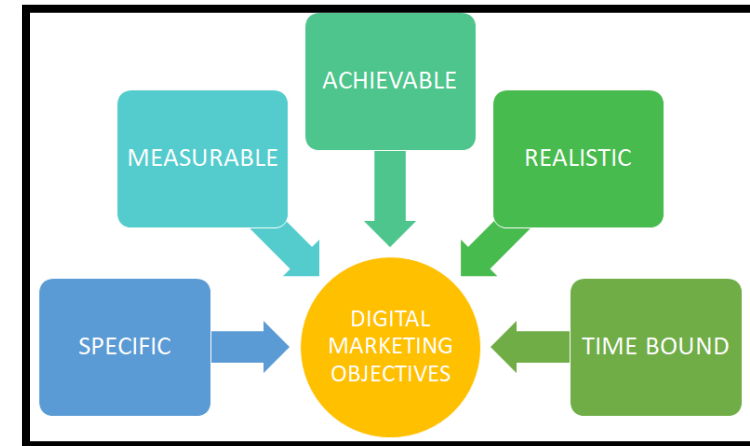 ACHIEVABLE
MEASURABLE
REALISTIC
SPECIFIC
DIGITAL
MARKETING
OBJECTIVES
TIME BOUND